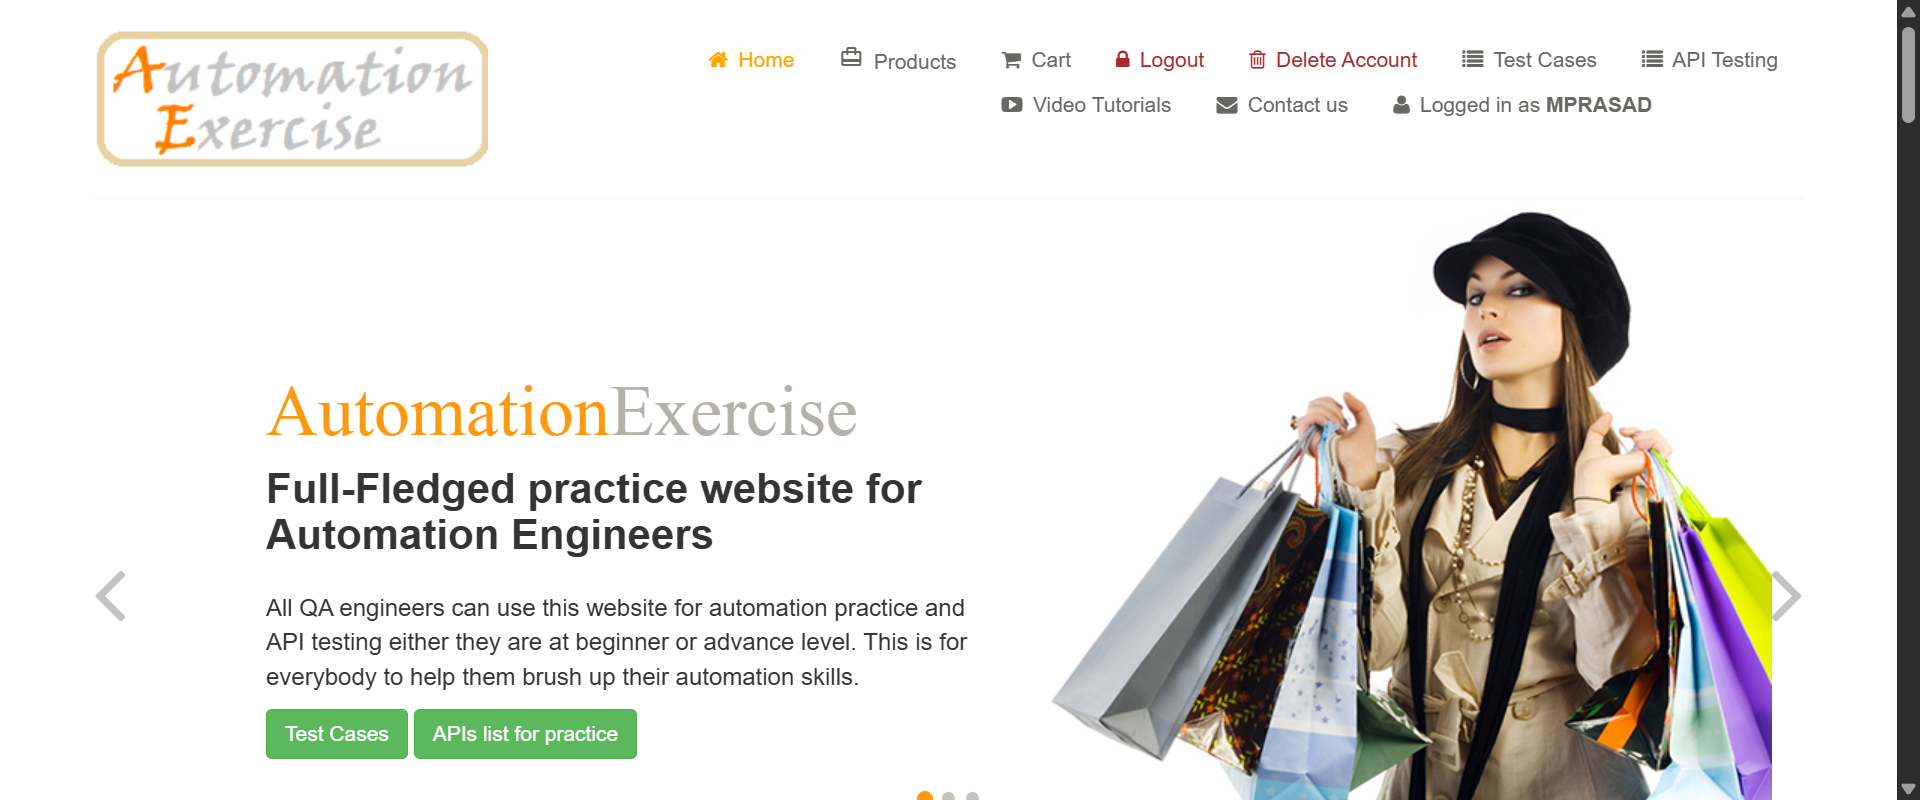 Automation
Exercise
Home Products Cart Logout Delete Account Test Cases API Testing
Video Tutorials Contact us Logged in as MPRASAD
AutomationExercise
Full-Fledged practice website for
Automation Engineers
All QA engineers can use this website for automation practice and
API testing either they are at beginner or advance level. This is for
everybody to help them brush up their automation skills.
Test Cases APIs list for practice